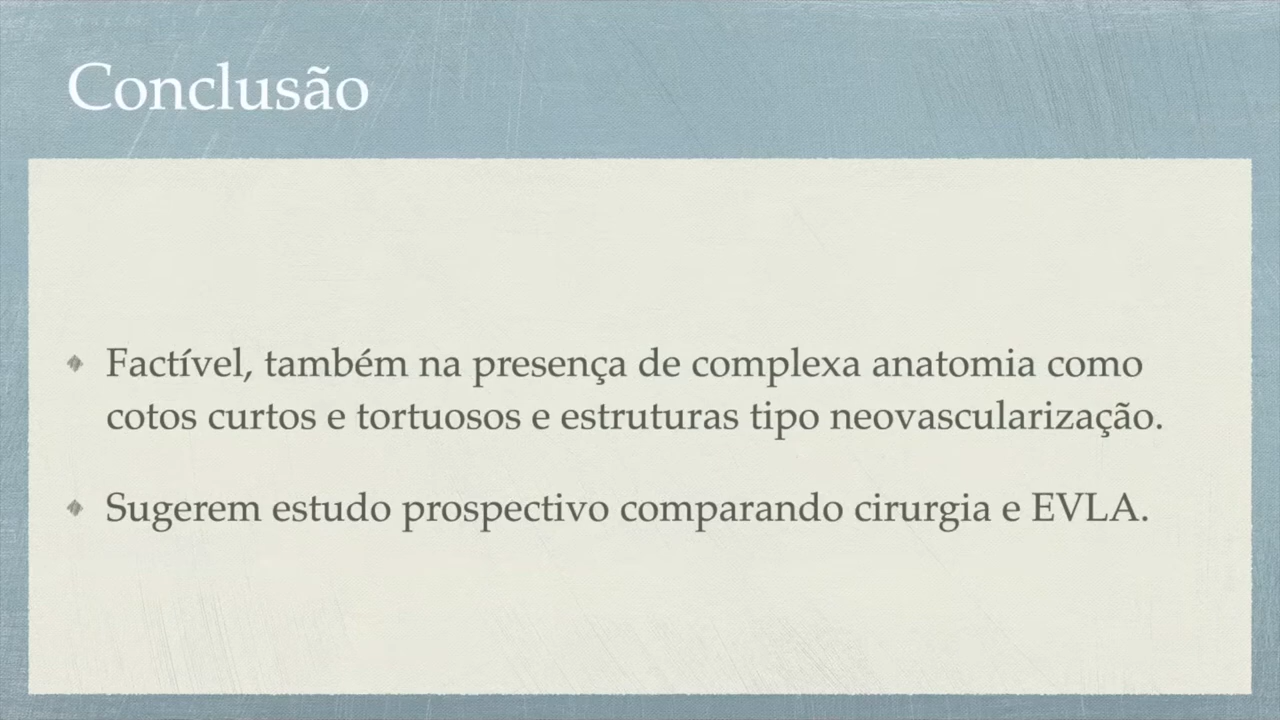 Conclusão
Factível, também na presença de complexa anatomia como
cotos curtos e tortuosos e estruturas tipo neovascularização.
Sugerem estudo prospectivo comparando cirurgia e EVLA.